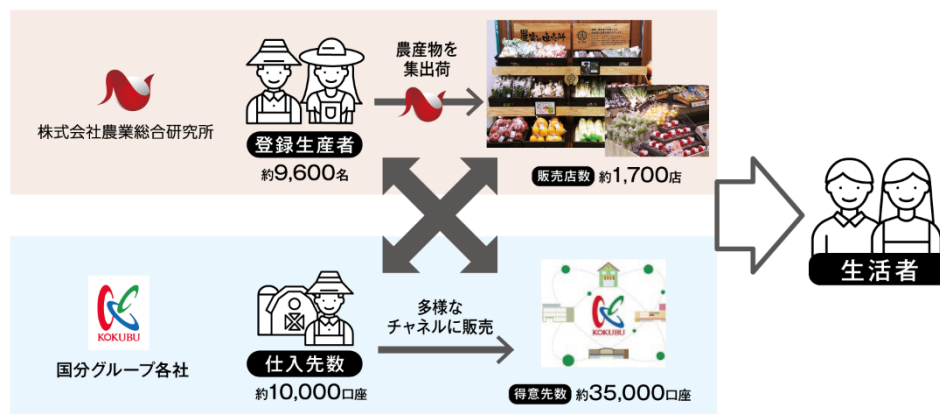 株式会社農業総合研究所
登録生産者
約9,600名
農産物を
集出荷
販売店数 約1,700店
KOKUBU
国分グループ各社
仕入先数
約10,000口座
多様な
チャネルに販売
KOKUBU
得意先数 約35,000口座
生活者